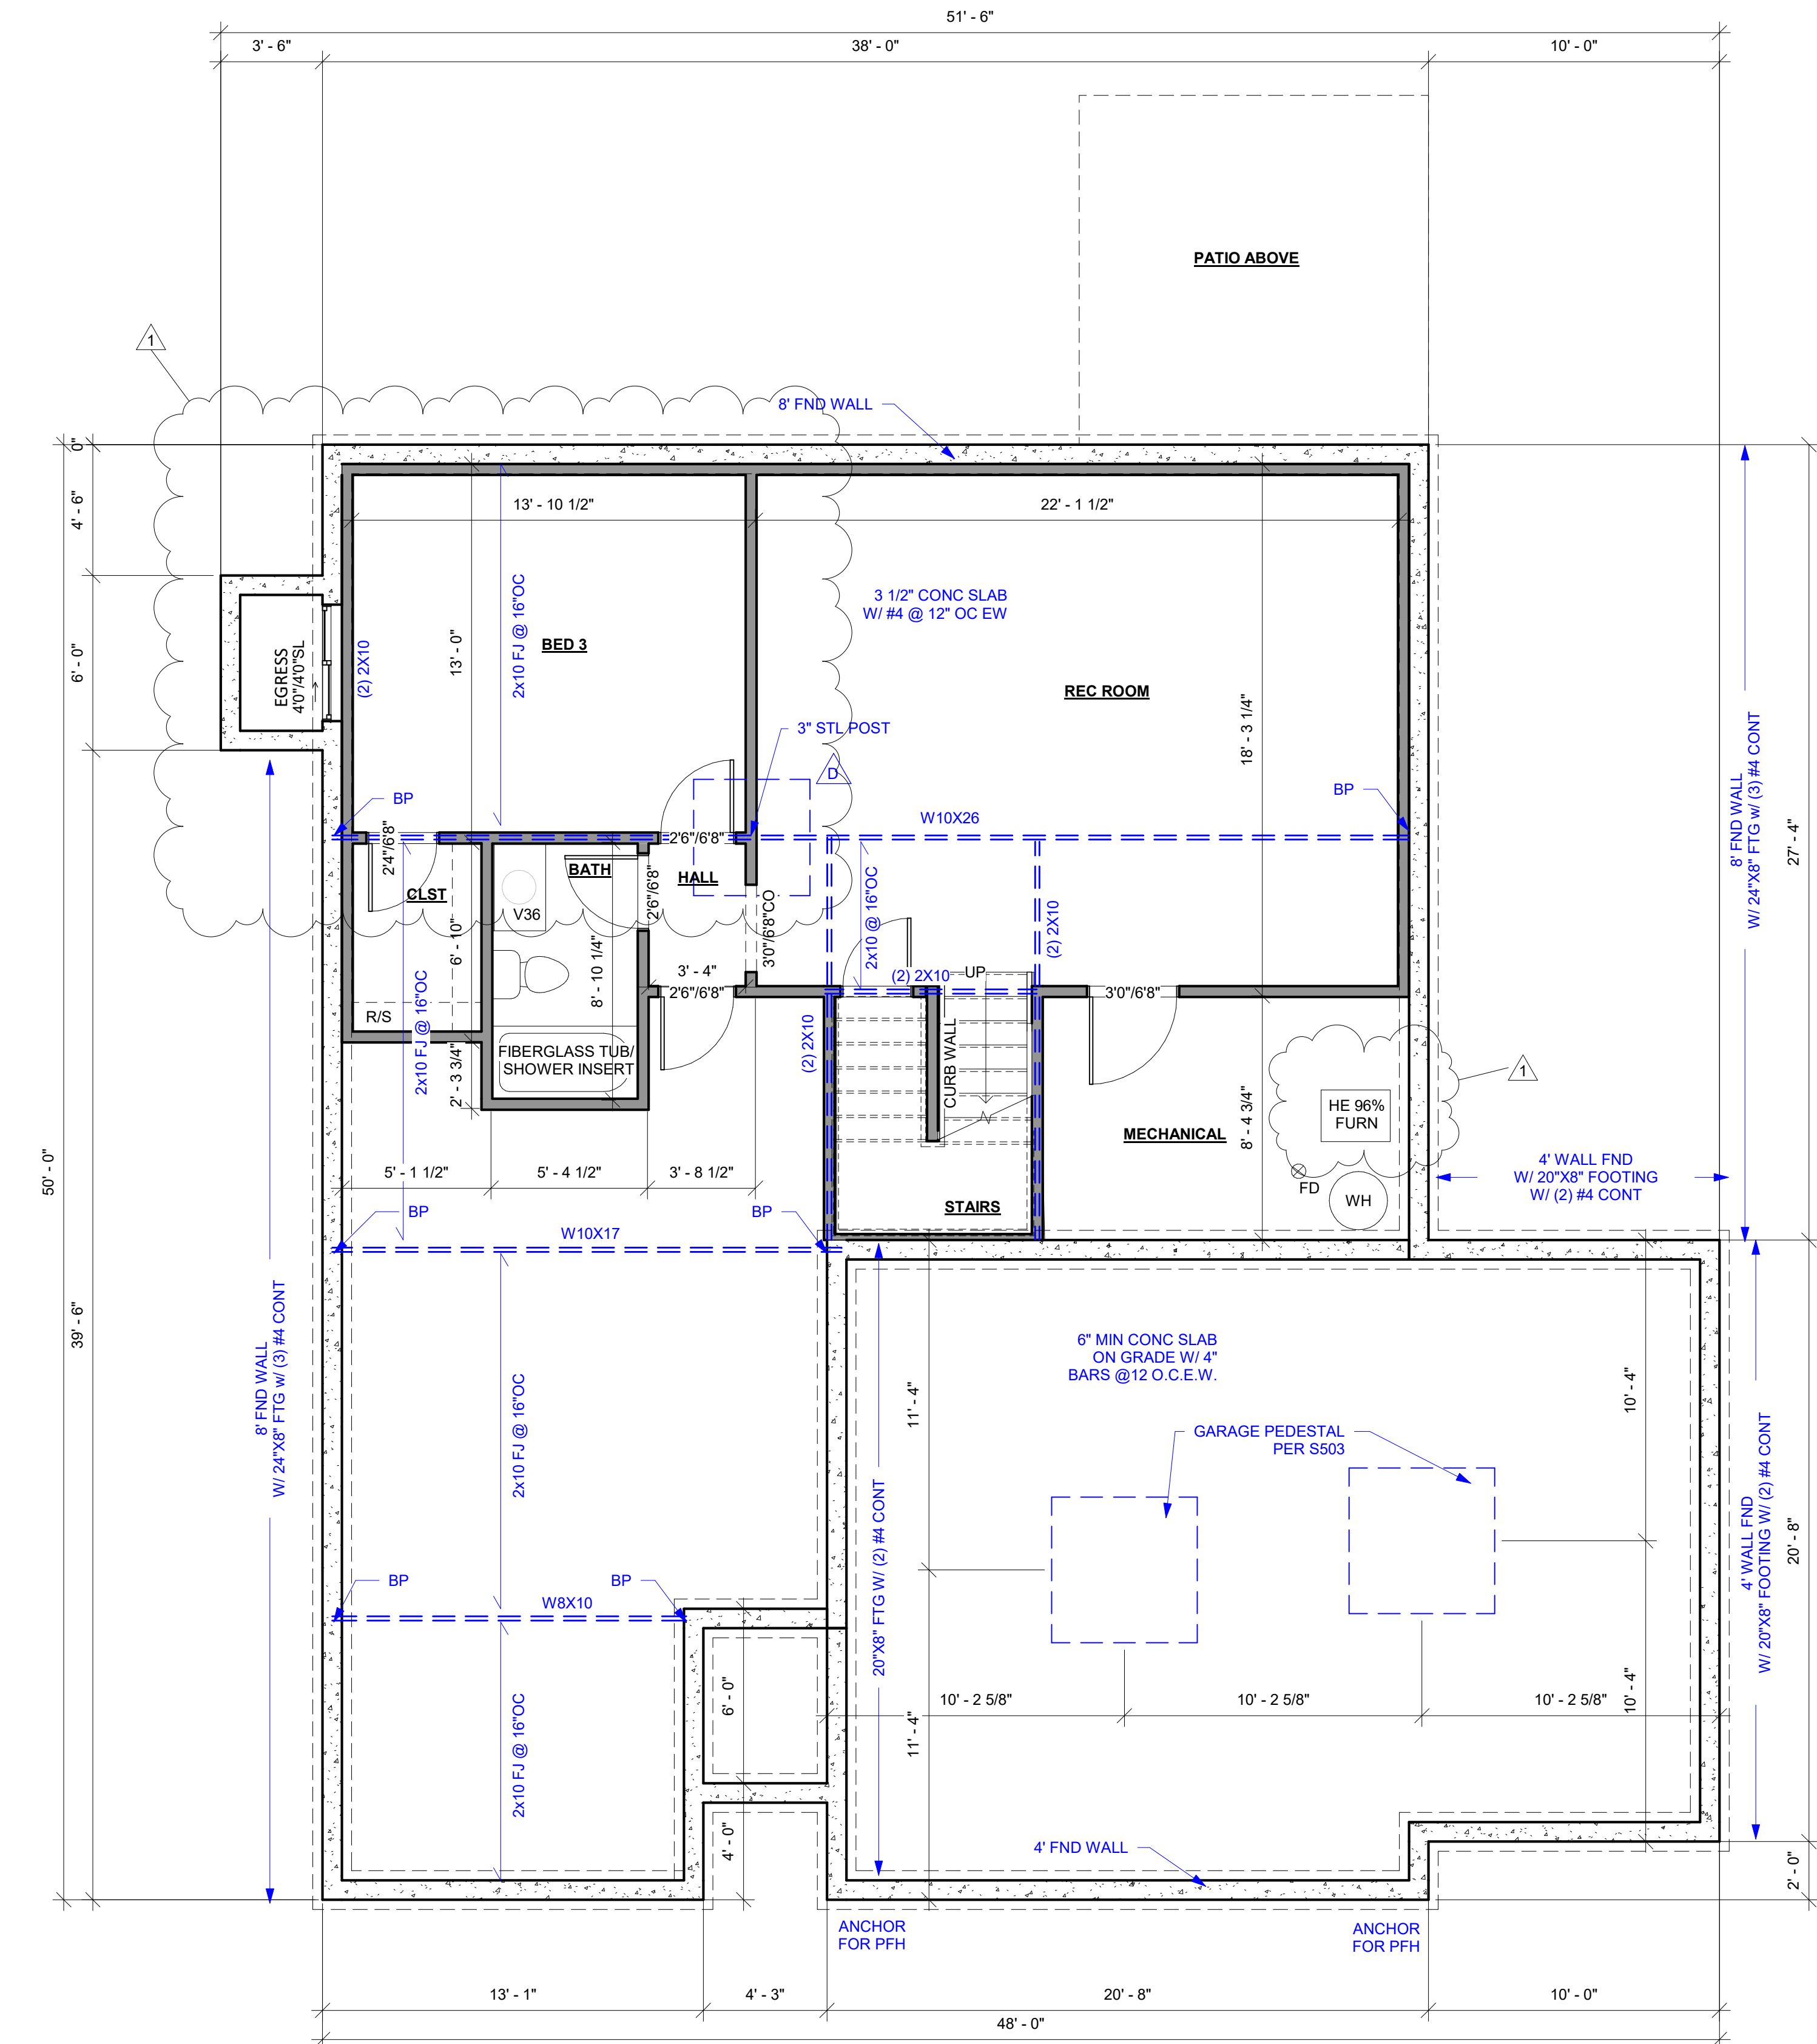 51' - 6"
3' - 6"
38' - 0"
10' - 0"
PATIO ABOVE
1
8' FND WALL
0"
4' - 6"
6' - 0"
39' - 6"
50' - 0"
13' - 10 1/2"
22' - 1 1/2"
2x10 FJ @ 16"OC
13' - 0"
BED 3
3 1/2" CONC SLAB
W/ #4 @ 12" OC EW
EGRESS
4'0"/4'0"SL
(2) 2X10
REC ROOM
18' - 3 1/4"
3" STL POST
D
BP
BP
W10X26
8' FND WALL
W/ 24"X8" FTG w/ (3) #4 CONT
27' - 4"
2'4"/6'8"
2'6"/6'8"
BATH
HALL
CLST
V36
2'6"/6'8"
3'0"/6'8"CO
2x10 @ 16"OC
(2) 2X10
6' - 10"
8' - 10 1/4"
3' - 4"
2'6"/6'8"
(2) 2X10
UP
3'0"/6'8"
R/S
2x10 FJ @ 16"OC
2' - 3 3/4"
FIBERGLASS TUB/
SHOWER INSERT
(2) 2X10
CURB WALL
MECHANICAL
8' - 4 3/4"
HE 96%
FURN
1
FD
WH
4' WALL FND
W/ 20"X8" FOOTING
W/ (2) #4 CONT
5' - 1 1/2"
5' - 4 1/2"
3' - 8 1/2"
STAIRS
BP
BP
W10X17
8' FND WALL
W/ 24"X8" FTG w/ (3) #4 CONT
2x10 FJ @ 16"OC
6" MIN CONC SLAB
ON GRADE W/ 4"
BARS @12 O.C.E.W.
11' - 4"
10' - 4"
GARAGE PEDESTAL
PER S503
20"X8" FTG W/ (2) #4 CONT
4' WALL FND
W/ 20"X8" FOOTING W/ (2) #4 CONT
20' - 8"
BP
BP
W8X10
2x10 FJ @ 16"OC
6' - 0"
4' - 0"
11' - 4"
10' - 2 5/8"
10' - 2 5/8"
10' - 2 5/8"
10' - 4"
4' FND WALL
2' - 0"
ANCHOR
FOR PFH
ANCHOR
FOR PFH
13' - 1"
4' - 3"
20' - 8"
10' - 0"
48' - 0"